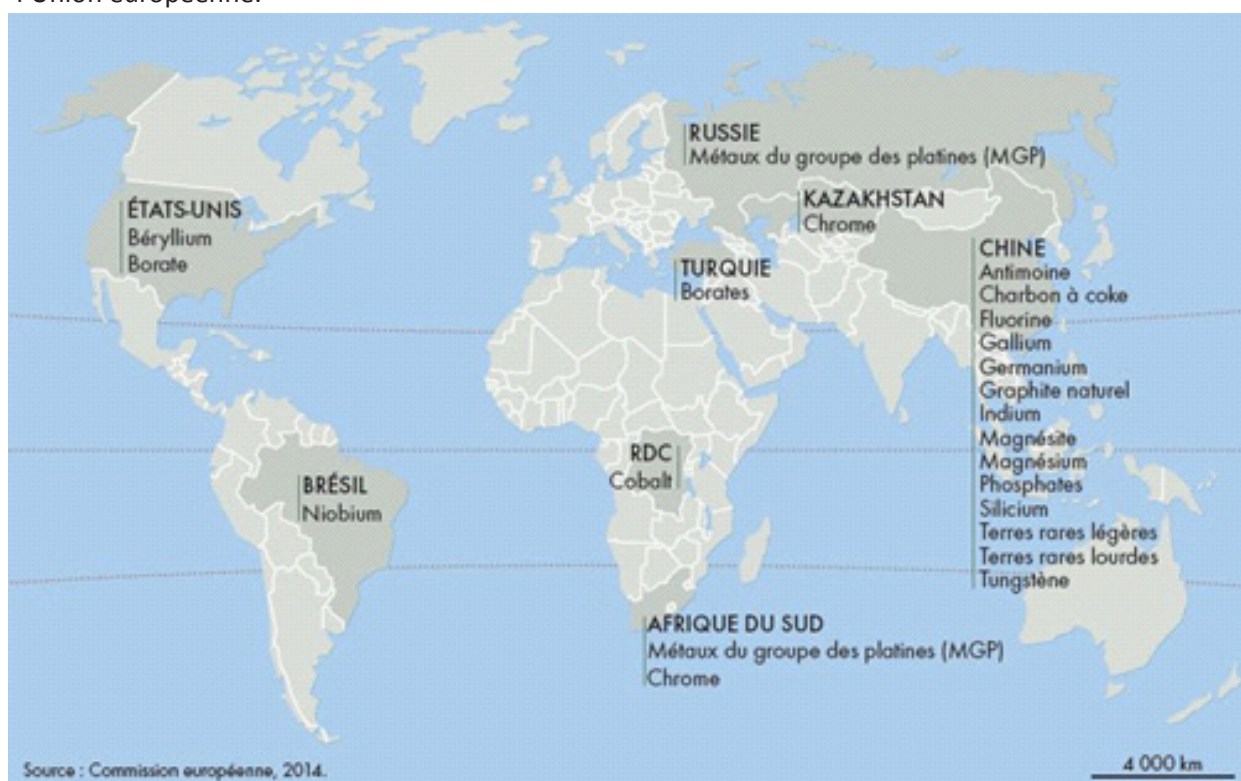 l'Union européenne.
RUSSIE
Métaux du groupe des platines (MGP)
KAZAKHSTAN
Chrome
ÉTATS-UNIS
Béryllium
Borate
TURQUIE
Borates
CHINE
Antimoine
Charbon à coke
Fluorine
Gallium
Germanium
Graphite naturel
Indium
Magnésite
Magnésium
Phosphates
Silicium
Terres rares légères
Terres rares lourdes
Tungstène
RDC
Cobalt
BRÉSIL
Niobium
AFRIQUE DU SUD
Métaux du groupe des platines (MGP)
Chrome
Source : Commission européenne, 2014.
4 000 km